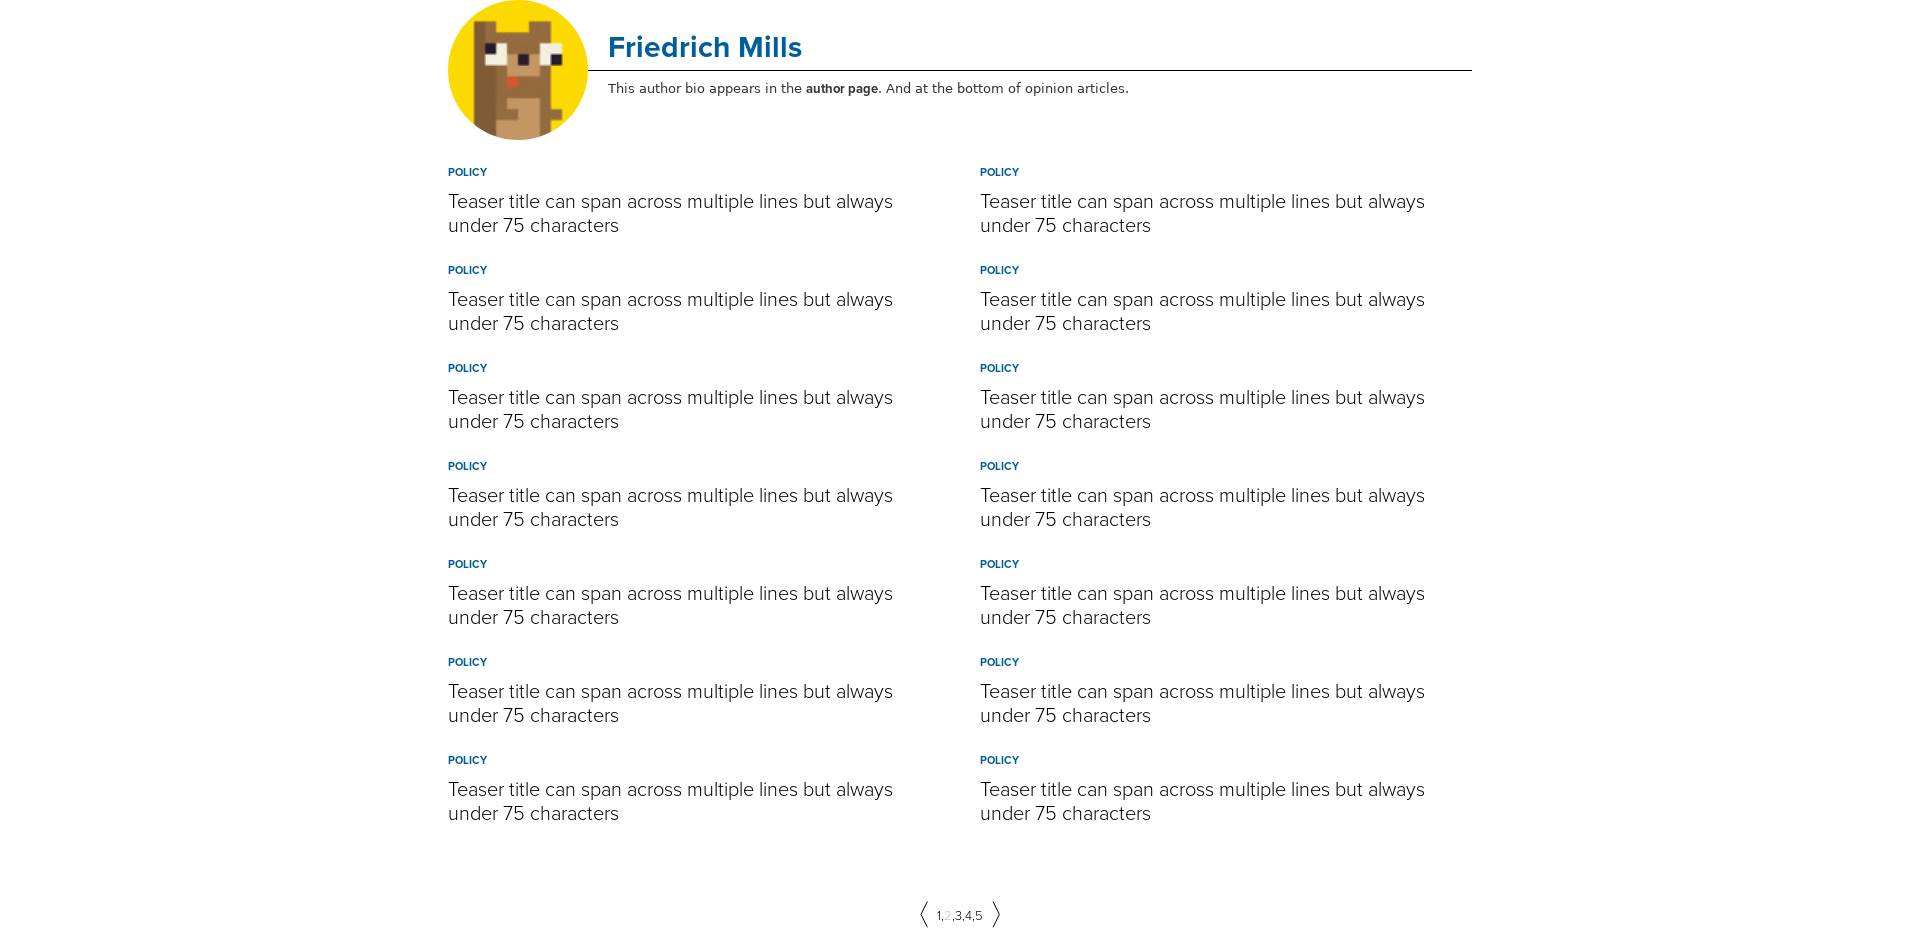 Friedrich Mills
This author bio appears in the author page. And at the bottom of opinion articles.
POLICY
Teaser title can span across multiple lines but always
under 75 characters
POLICY
Teaser title can span across multiple lines but always
under 75 characters
POLICY
Teaser title can span across multiple lines but always
under 75 characters
POLICY
Teaser title can span across multiple lines but always
under 75 characters
POLICY
Teaser title can span across multiple lines but always
under 75 characters
POLICY
Teaser title can span across multiple lines but always
under 75 characters
POLICY
Teaser title can span across multiple lines but always
under 75 characters
POLICY
Teaser title can span across multiple lines but always
under 75 characters
POLICY
Teaser title can span across multiple lines but always
under 75 characters
POLICY
Teaser title can span across multiple lines but always
under 75 characters
POLICY
Teaser title can span across multiple lines but always
under 75 characters
POLICY
Teaser title can span across multiple lines but always
under 75 characters
POLICY
Teaser title can span across multiple lines but always
under 75 characters
POLICY
Teaser title can span across multiple lines but always
under 75 characters
1,2,3,4,5